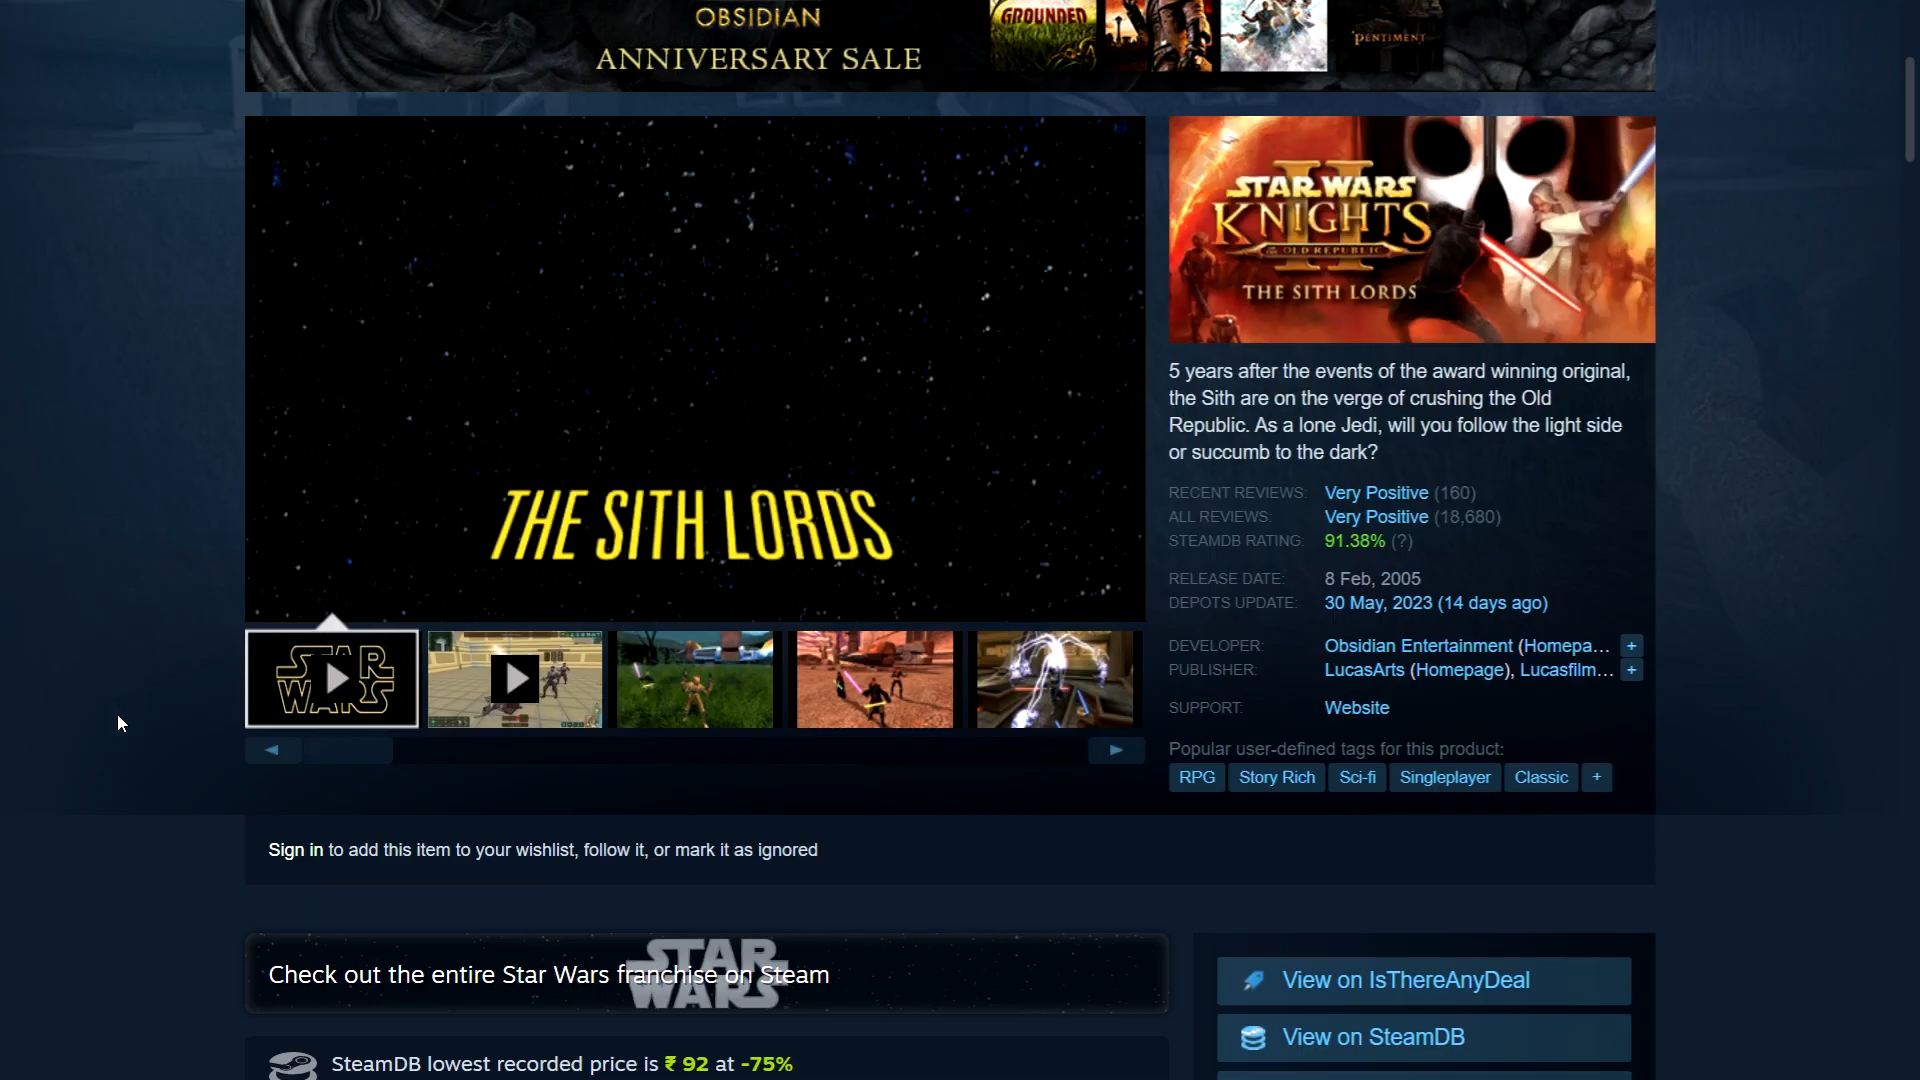 OBSIDIAN
ANNIVERSARY SALE
GROUNDED
PENTIMENT
THE SITH LORDS
STAR WARS
STAR WARS
KNIGHTS
OF THE OLD REPUBLIC
II
THE SITH LORDS
5 years after the events of the award winning original,
the Sith are on the verge of crushing the Old
Republic. As a lone Jedi, will you follow the light side
or succumb to the dark?
RECENT REVIEWS: Very Positive (160)
ALL REVIEWS: Very Positive (18,680)
STEAMDB RATING: 91.38% (?)
RELEASE DATE: 8 Feb, 2005
DEPOTS UPDATE: 30 May, 2023 (14 days ago)
DEVELOPER: Obsidian Entertainment (Homepa... +
PUBLISHER: LucasArts (Homepage), Lucasfilm... +
SUPPORT: Website
Popular user-defined tags for this product:
RPG Story Rich Sci-fi Singleplayer Classic +
Sign in to add this item to your wishlist, follow it, or mark it as ignored
STAR WARS
Check out the entire Star Wars franchise on Steam
View on IsThereAnyDeal
View on SteamDB
SteamDB lowest recorded price is ₹ 92 at -75%